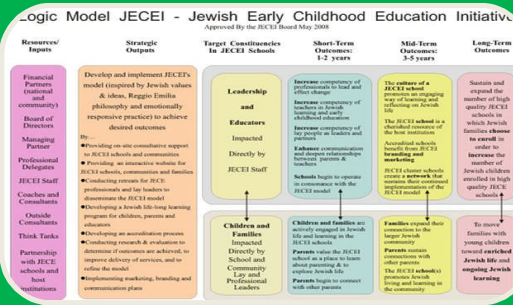 Logic Model JECEI - Jewish Early Childhood Education Initiative
Approved By the JECEI Board May 2008
Resources/
Inputs
Financial
Partners
(national
and
community)
Board of
Directors
Managing
Partner
Professional
Delegates
JECEI Staff
Coaches and
Consultants
Outside
Consultants
Think Tanks
Partnership
with JECE
schools and
host
institutions
Strategic
Outputs
Develop and implement JECEI's
model (inspired by Jewish values
& ideas, Reggio Emilia
philosophy and emotionally
responsive practice) to achieve
desired outcomes
By…
●Providing on-site consultative support
to JECEI schools and communities
● Providing an interactive website for
JECEI schools, communities and families
●Conducting retreats for JECE
professionals and lay leaders to
disseminate the JECEI model
●Developing a Jewish life-long learning
program for children, parents and
educators
●Developing an accreditation process
●Conducting research & evaluation to
determine if outcomes are achieved, to
improve delivery of services, and to
refine the model
●Implementing marketing, branding and
communication plans
Target Constituencies
In JECEI Schools
Leadership
and
Educators
Impacted
Directly by
JECEI Staff
Children and
Families
Impacted
Directly by
School and
Community
Lay and
Professional
Leaders
Short-Term
Outcomes:
1-2 years
Increase competency of
professionals to lead and
effect change
Increase competency of
teachers in Jewish
learning and early
childhood education
Increase competency of
lay people as leaders and
partners
Enhance communication
and deepen relationships
between parents &
teachers
Schools begin to operate
in consonance with the
JECEI model
Children and families are
actively engaged in Jewish
life and learning in the
JECEI schools
Parents value the JECEI
school as a place to learn
about parenting & to
explore Jewish life
Parents begin to connect
with other parents
Mid-Term
Outcomes:
3-5 years
The culture of a
JECEI school
promotes an engaging
way of learning and
reflecting on Jewish
life
The JECEI school is a
cherished resource of
the host institution
Accredited schools
benefit from JECEI
branding and
marketing
JECEI cluster schools
create a network that
sustains their continued
implementation of the
JECEI model
Families expand their
connection to the
larger Jewish
community
Parents sustain
connections with
other parents
The JECEI school(s)
promotes Jewish
living and learning in
the community
Long-Term
Outcomes
Sustain and
expand the
number of high
quality JECEI
schools in
which Jewish
families choose
to enroll in
order to
increase the
number of
Jewish children
enrolled in high
quality JECE
schools
To move
families with
young children
toward enriched
Jewish life and
ongoing Jewish
learning